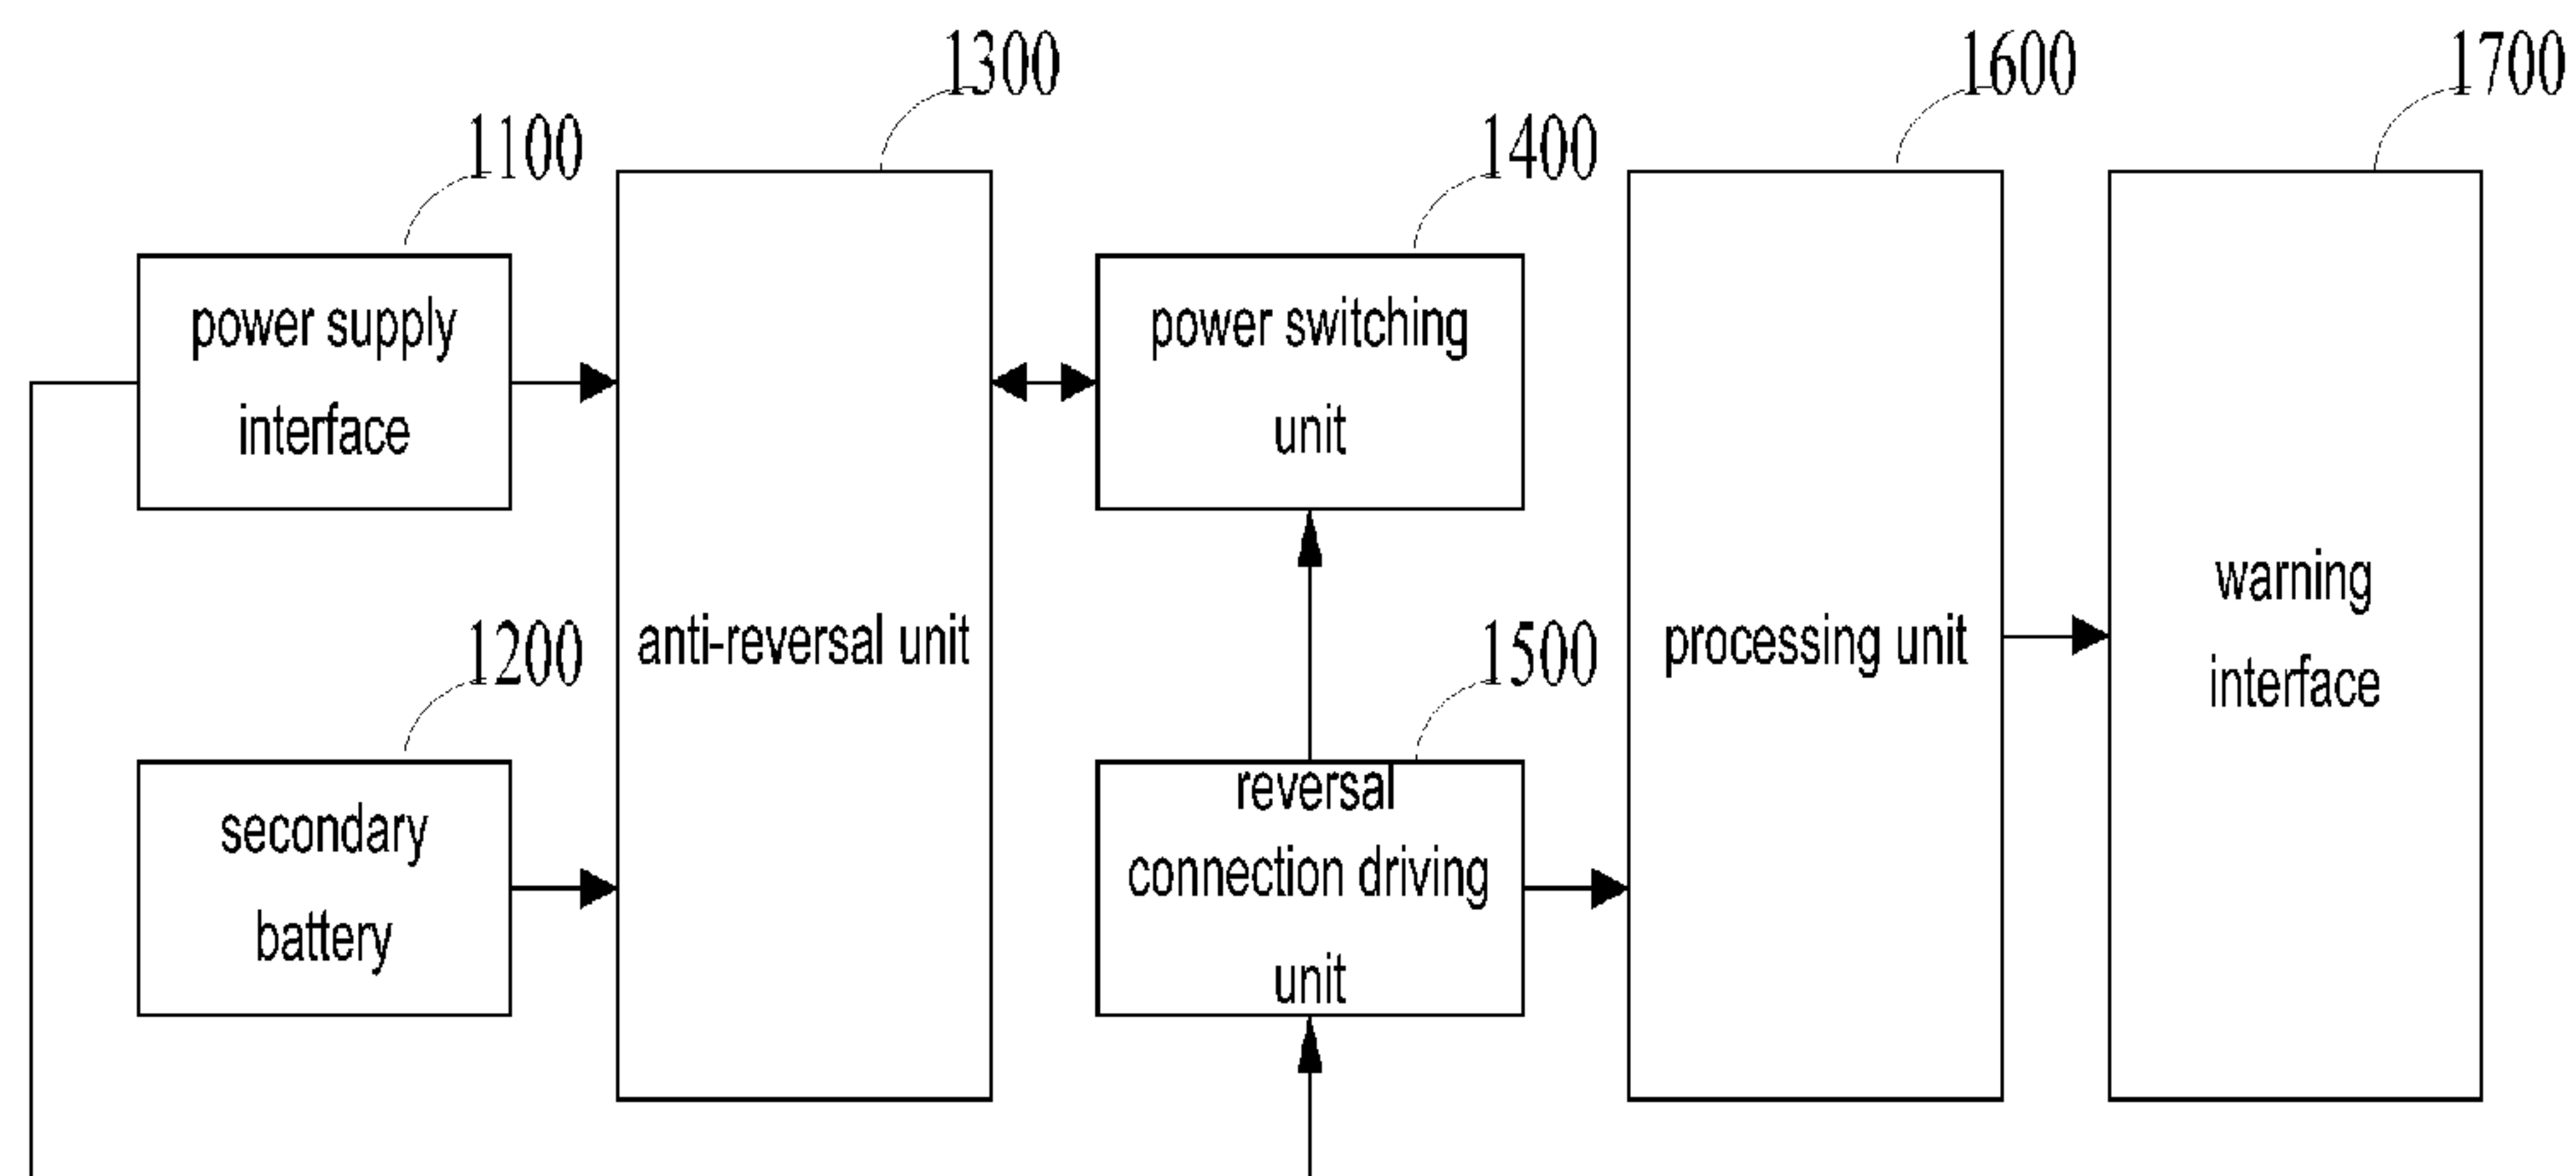 1300
1600
1700
1100
1400
power supply
interface
power switching
unit
anti-reversal unit
processing unit
warning
interface
1200
1500
secondary
battery
reversal
connection driving
unit